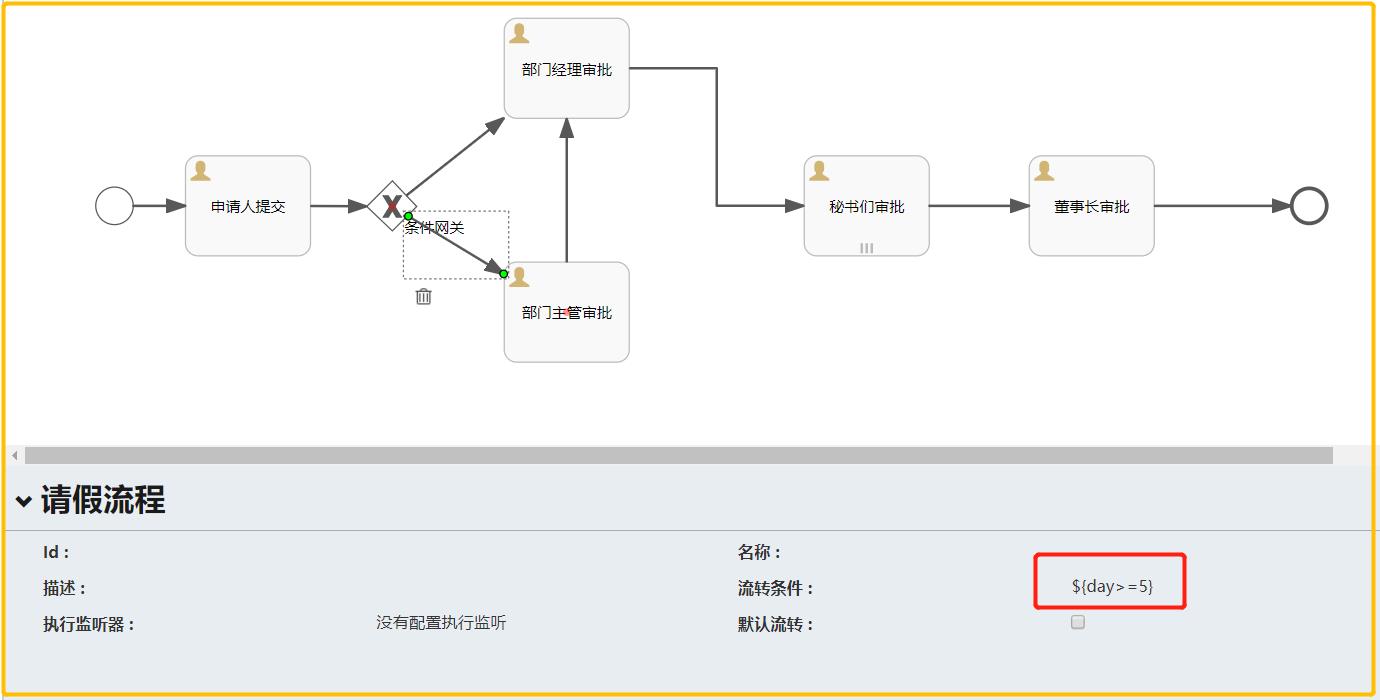 部门经理审批
申请人提交
条件网关
秘书们审批
董事长审批
部门主管审批
请假流程
Id :
名称 :
描述 :
流转条件 :
${day>=5}
执行监听器 :
没有配置执行监听
默认流转 :